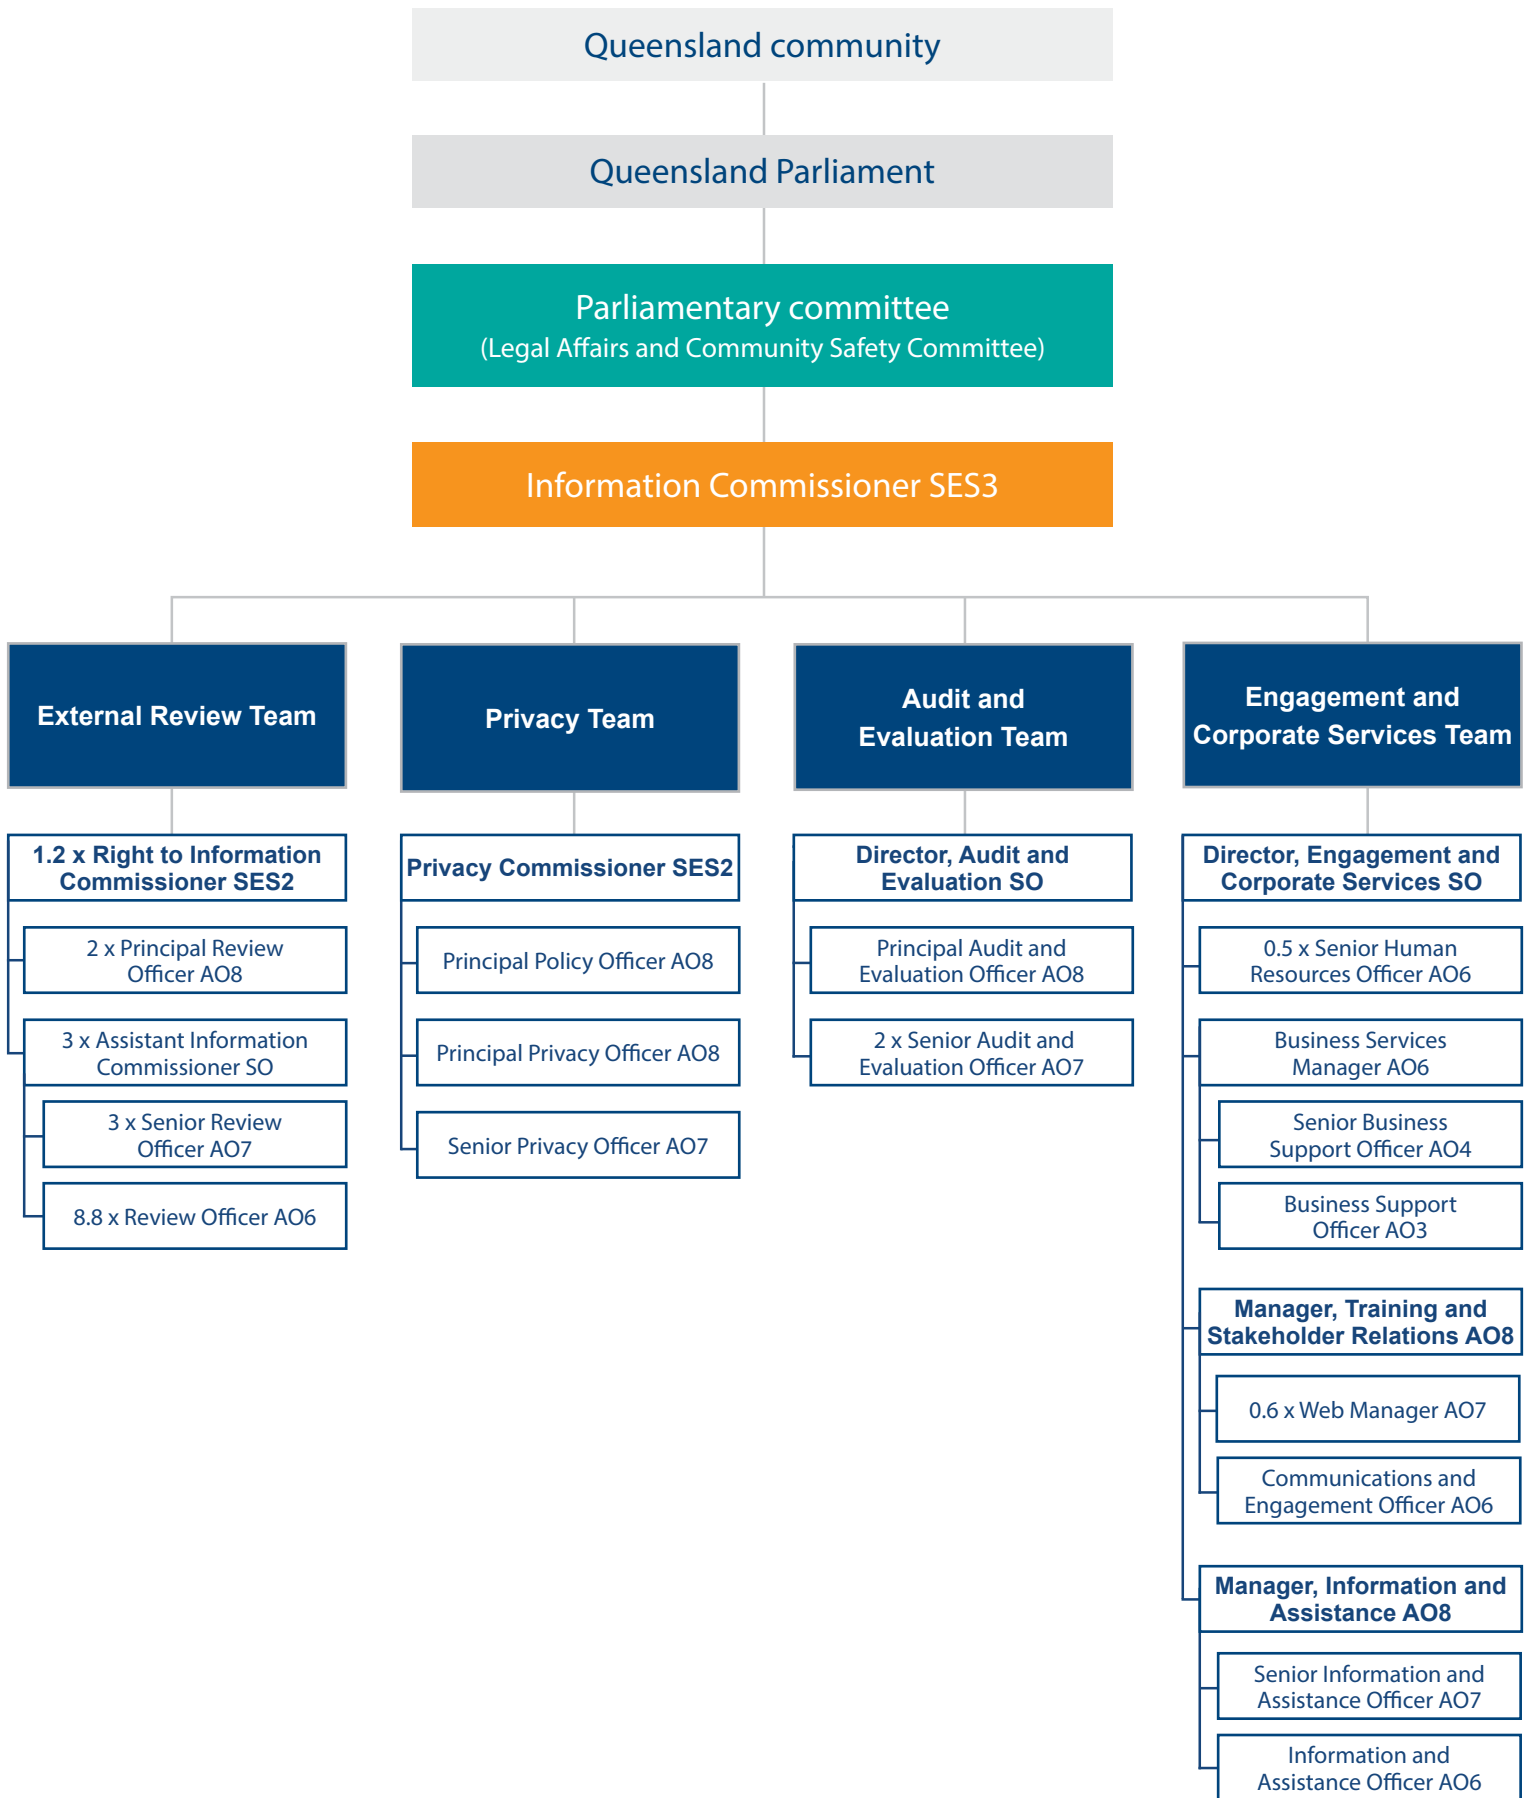 Queensland community
Queensland Parliament
Parliamentary committee
(Legal Affairs and Community Safety Committee)
Information Commissioner SES3
External Review Team
1.2 x Right to Information
Commissioner SES2
2 x Principal Review
Officer AO8
3 x Assistant Information
Commissioner SO
3 x Senior Review
Officer AO7
8.8 x Review Officer AO6
Privacy Team
Privacy Commissioner SES2
Principal Policy Officer AO8
Principal Privacy Officer AO8
Senior Privacy Officer AO7
Audit and
Evaluation Team
Director, Audit and
Evaluation SO
Principal Audit and
Evaluation Officer AO8
2 x Senior Audit and
Evaluation Officer AO7
Engagement and
Corporate Services Team
Director, Engagement and
Corporate Services SO
0.5 x Senior Human
Resources Officer AO6
Business Services
Manager AO6
Senior Business
Support Officer AO4
Business Support
Officer AO3
Manager, Training and
Stakeholder Relations AO8
0.6 x Web Manager AO7
Communications and
Engagement Officer AO6
Manager, Information and
Assistance AO8
Senior Information and
Assistance Officer AO7
Information and
Assistance Officer AO6